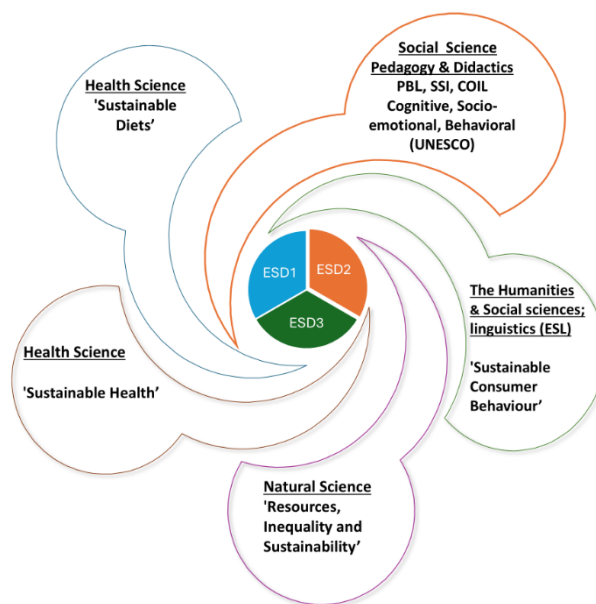 Social Science
Pedagogy & Didactics
PBL, SSI, COIL
Cognitive, Socio-
emotional, Behavioral
(UNESCO)
Health Science
'Sustainable
Diets’
ESD1
ESD2
ESD3
The Humanities
& Social sciences;
linguistics (ESL)
'Sustainable
Consumer
Behaviour’
Health Science
'Sustainable Health’
Natural Science
'Resources,
Inequality and
Sustainability’